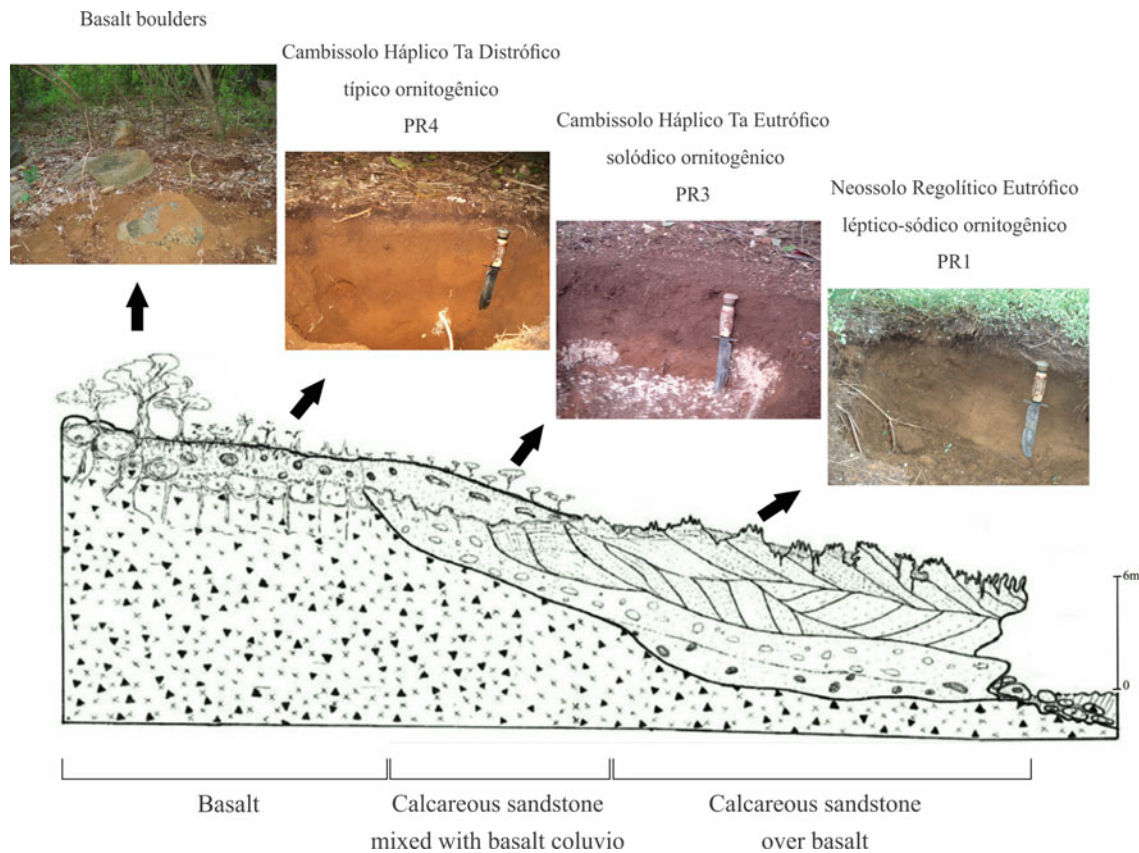 Basalt boulders
Cambissolo Háplico Ta Distrófico
típico ornitogênico
PR4
Cambissolo Háplico Ta Eutrófico
solódico ornitogênico
PR3
Neossolo Regolítico Eutrófico
léptico-sódico ornitogênico
PR1
6m
0
Basalt
Calcareous sandstone
mixed with basalt coluvio
Calcareous sandstone
over basalt